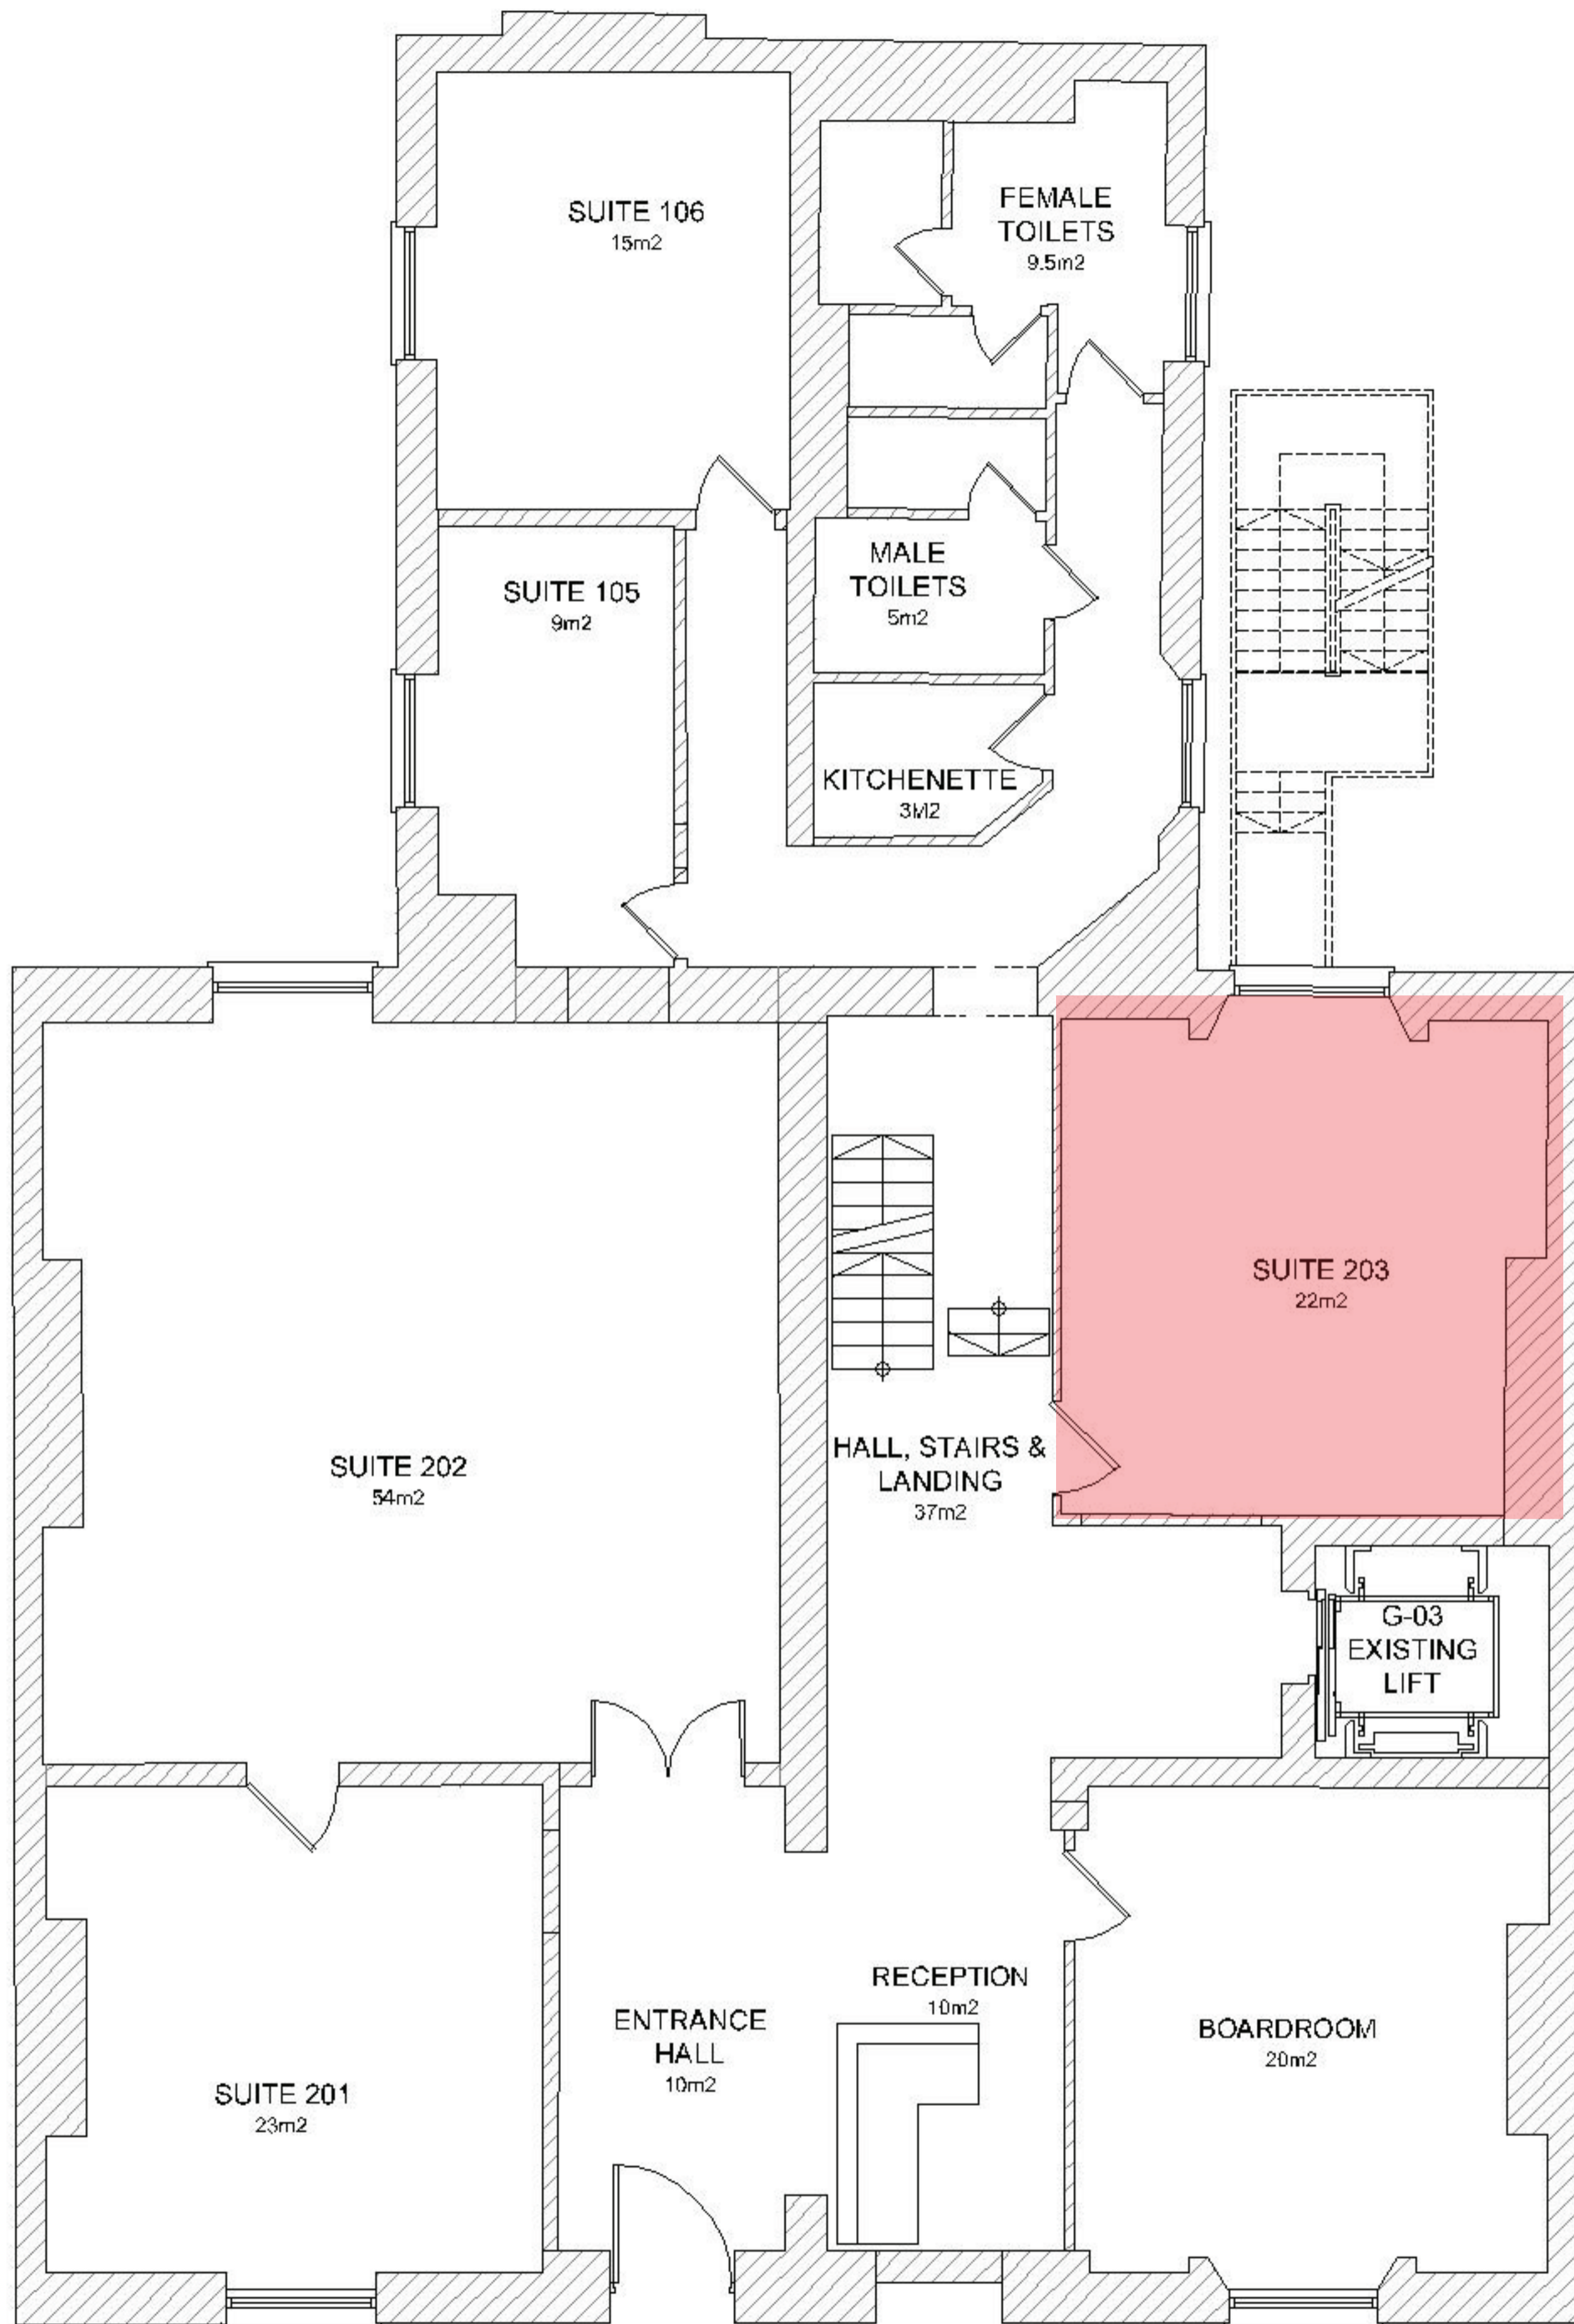 SUITE 106
15m2
FEMALE
TOILETS
9.5m2
SUITE 105
9m2
MALE
TOILETS
5m2
KITCHENETTE
3M2
SUITE 203
22m2
SUITE 202
54m2
HALL, STAIRS &
LANDING
37m2
G-03
EXISTING
LIFT
RECEPTION
10m2
ENTRANCE
HALL
10m2
BOARDROOM
20m2
SUITE 201
23m2